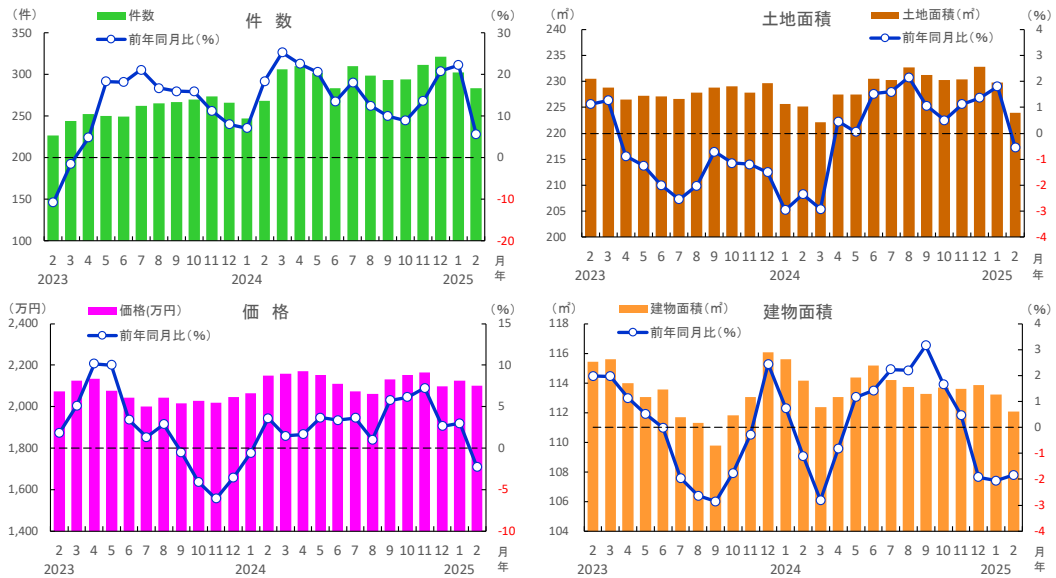 （件）
件数
前年同月比（%）
件 数
（%）
350
300
250
200
150
100
30
20
10
0
-10
-20
2 3 4 5 6 7 8 9 10 11 12 1 2 3 4 5 6 7 8 9 10 11 12 1 2 月
2023 2024 2025 年
（㎡）
土地面積
土地面積（㎡）
前年同月比（%）
（%）
240
235
230
225
220
215
210
205
200
4
3
2
1
0
-1
-2
-3
-4
2 3 4 5 6 7 8 9 10 11 12 1 2 3 4 5 6 7 8 9 10 11 12 1 2 月
2023 2024 2025 年
（万円）
価格(万円)
前年同月比（%）
価 格
（%）
2,400
2,200
2,000
1,800
1,600
1,400
15
10
5
0
-5
-10
2 3 4 5 6 7 8 9 10 11 12 1 2 3 4 5 6 7 8 9 10 11 12 1 2 月
2023 2024 2025 年
（㎡）
建物面積（㎡）
前年同月比（%）
建物面積
（%）
118
116
114
112
110
108
106
104
4
3
2
1
0
-1
-2
-3
-4
2 3 4 5 6 7 8 9 10 11 12 1 2 3 4 5 6 7 8 9 10 11 12 1 2 月
2023 2024 2025 年